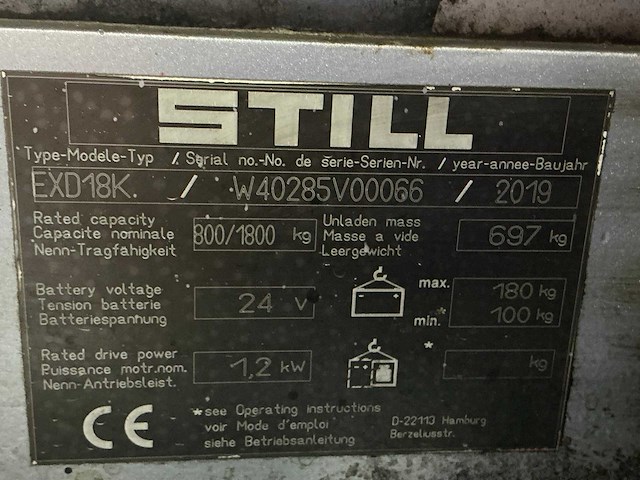 STILL
Type-Modele-Typ / Serial no.-No. de serie-Serien-Nr. / year-annee-Baujahr
EXD18K. / W40285V00066 / 2019
Rated capacity
Capacite nominale
Nenn-Tragfähigkeit
800/1800 kg
Unladen mass
Masse a vide
Leergewicht
697 kg
Battery voltage
Tension batterie
Batteriespannung
24 V
max. 180 kg
min.* 100 kg
Rated drive power
Puissance motr.nom.
Nenn-Antriebsleist.
1,2 kW
* kg
CE
*see Operating instructions
voir Mode d'emploi
siehe Betriebsanleitung
D-22113 Hamburg
Berzeliusstr.